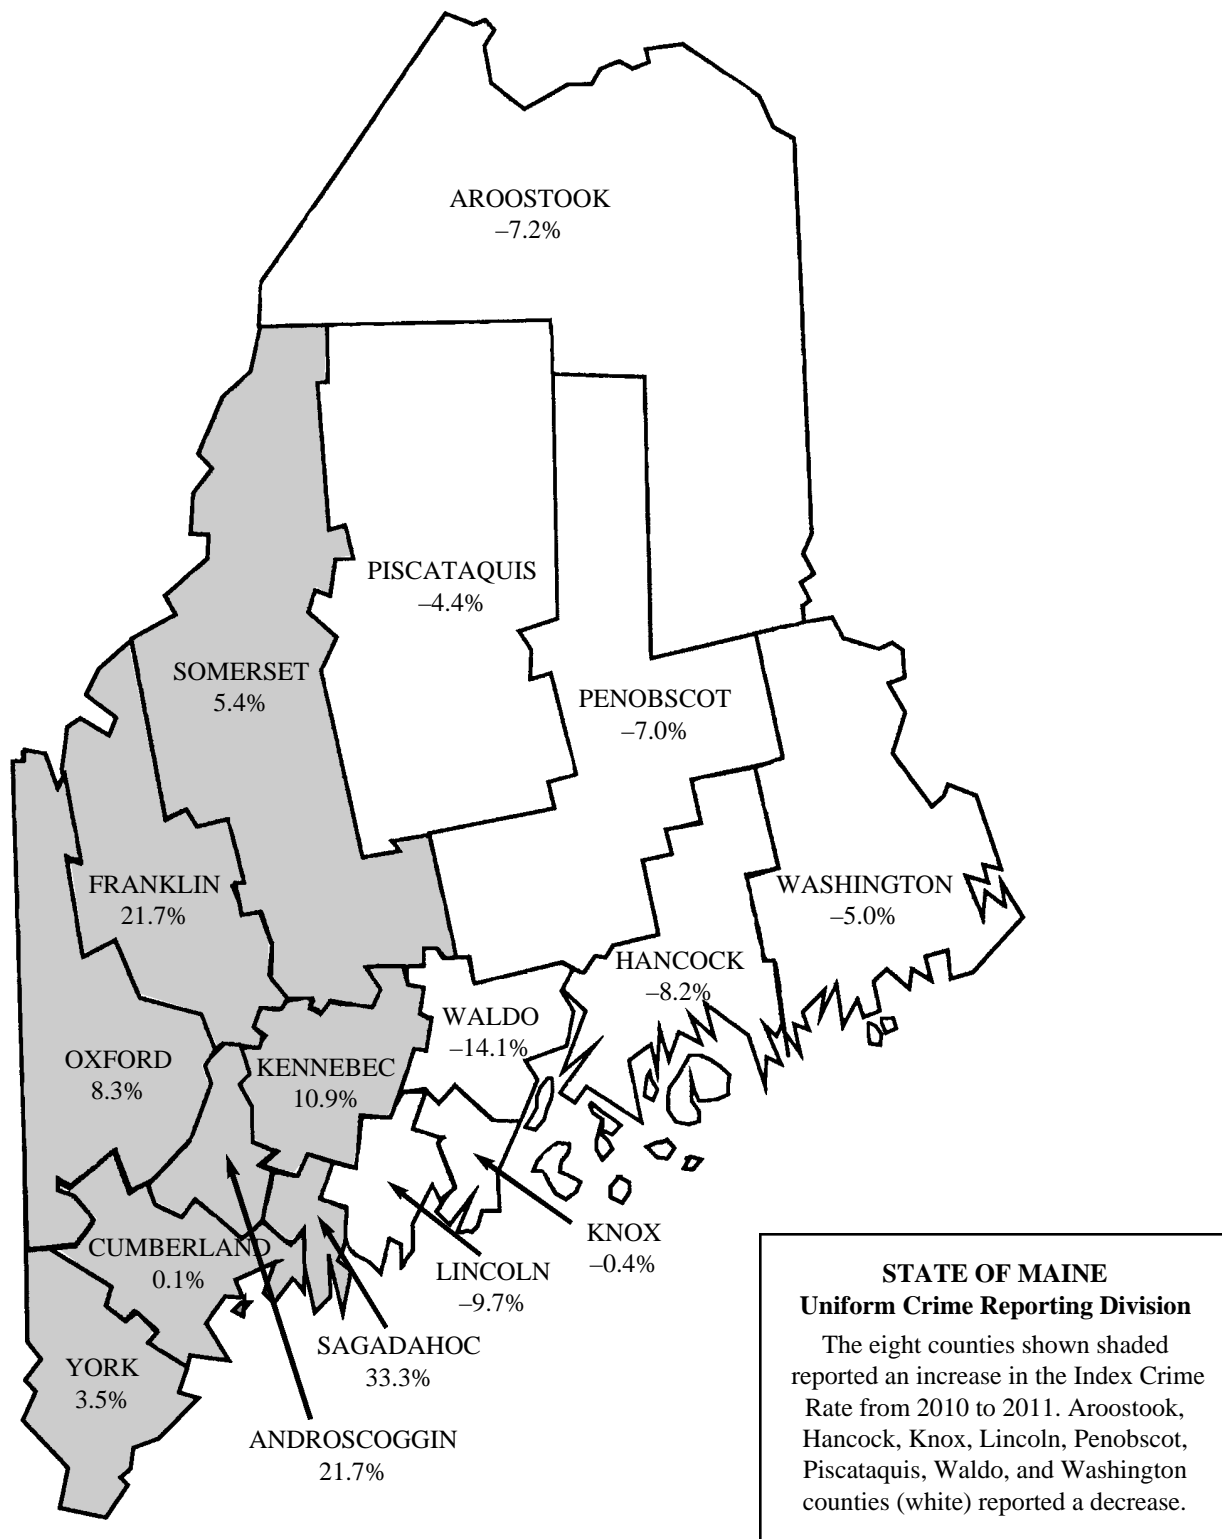 AROOSTOOK
–7.2%
PISCATAQUIS
–4.4%
SOMERSET
5.4%
PENOBSCOT
–7.0%
FRANKLIN
21.7%
WASHINGTON
–5.0%
HANCOCK
–8.2%
WALDO
–14.1%
OXFORD
8.3%
KENNEBEC
10.9%
KNOX
–0.4%
CUMBERLAND
0.1%
LINCOLN
–9.7%
SAGADAHOC
33.3%
YORK
3.5%
ANDROSCOGGIN
21.7%
STATE OF MAINE
Uniform Crime Reporting Division
The eight counties shown shaded
reported an increase in the Index Crime
Rate from 2010 to 2011. Aroostook,
Hancock, Knox, Lincoln, Penobscot,
Piscataquis, Waldo, and Washington
counties (white) reported a decrease.